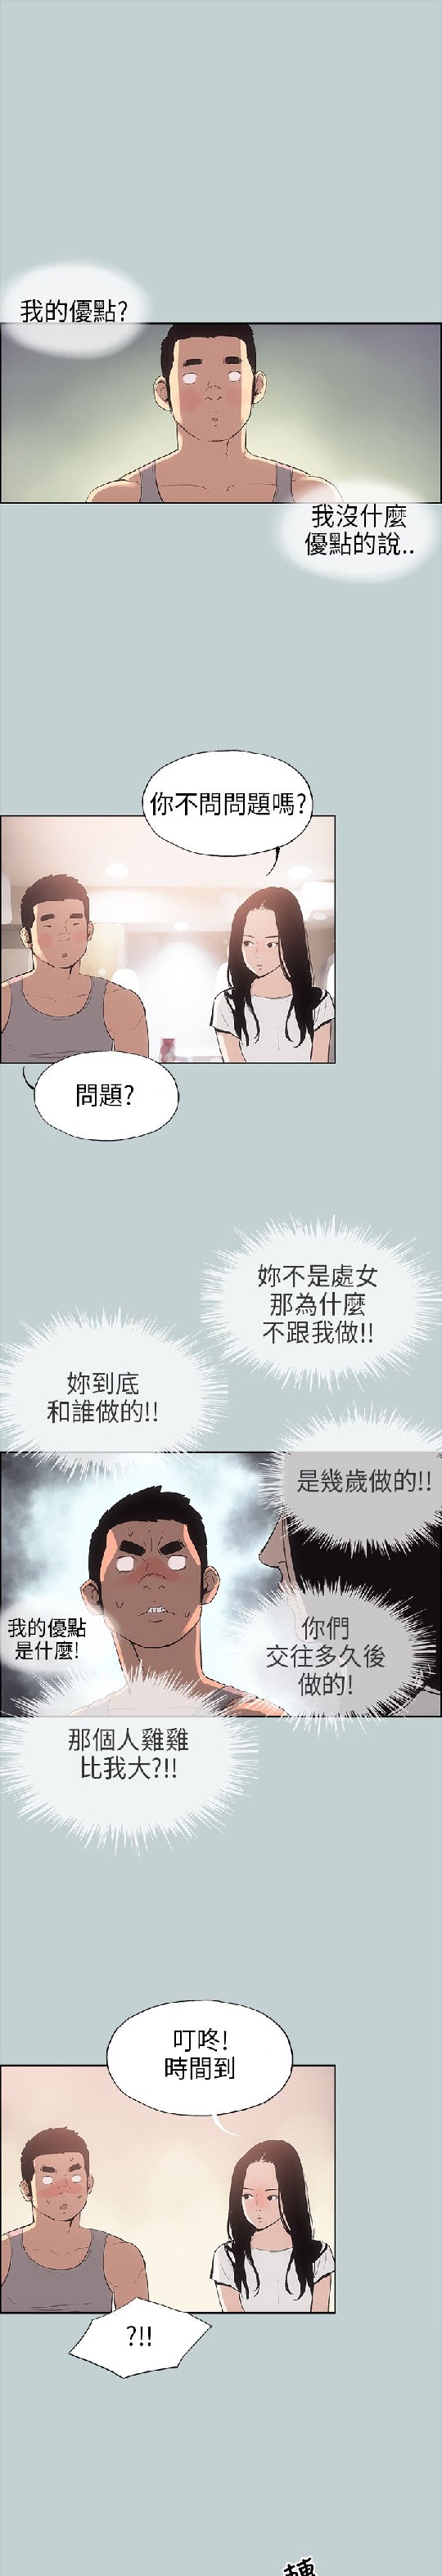 我的優點?
我沒什麼
優點的說..
你不問問題嗎?
問題?
妳不是處女
那為什麼
不跟我做!!
妳到底
和誰做的!!
是幾歲做的!!
我的優點
是什麼!
你們
交往多久後
做的!
那個人雞雞
比我大?!!
叮咚!
時間到
?!!